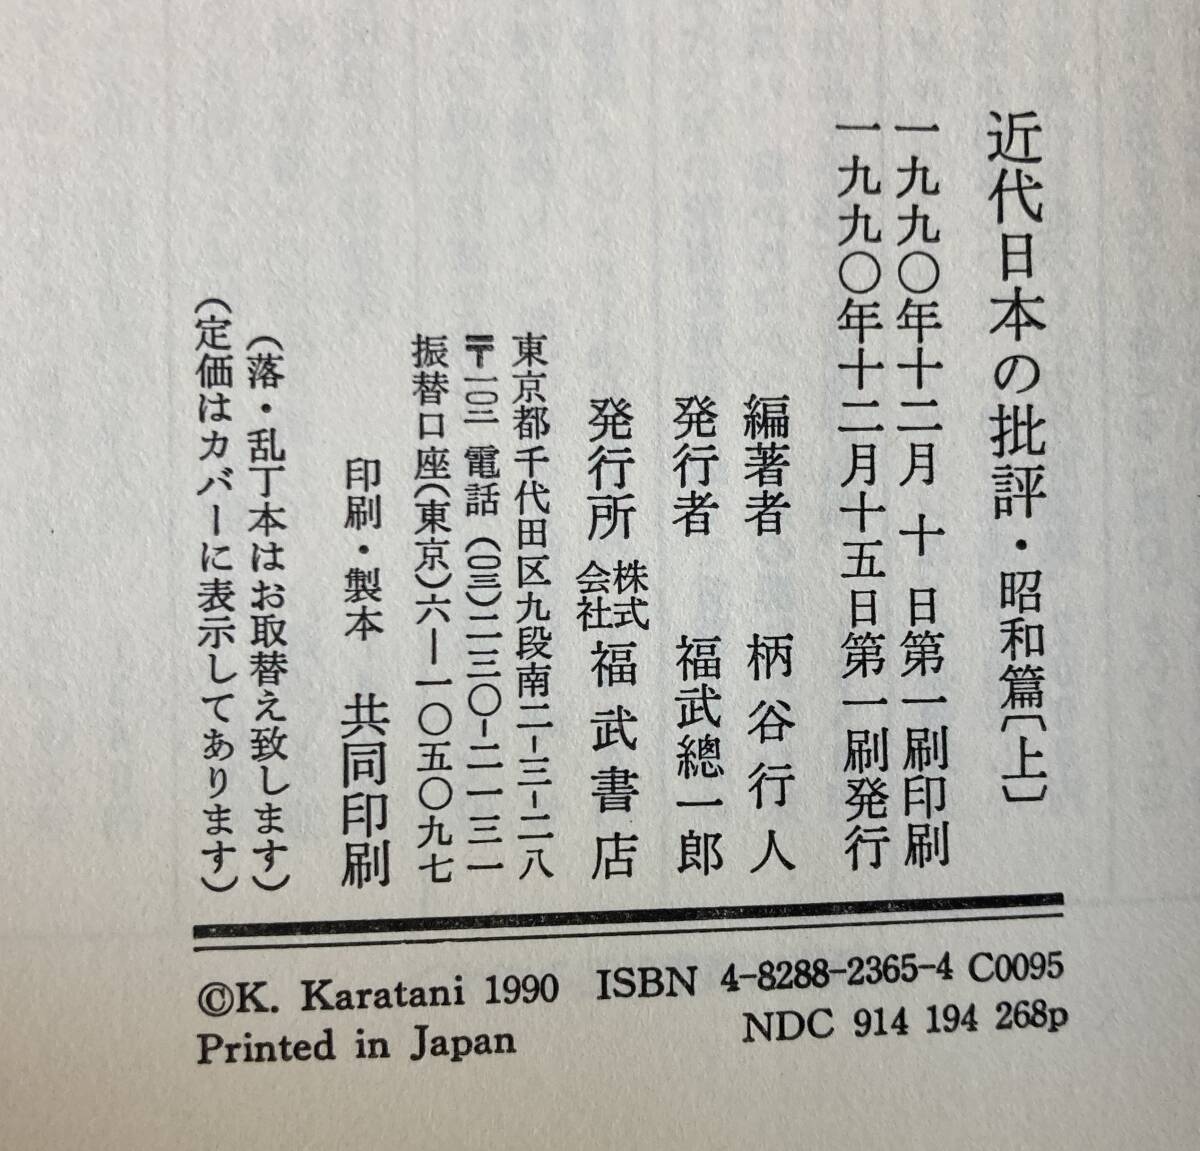 近代日本の批評・昭和篇〔上〕
一九九〇年十二月 十 日第一刷印刷
一九九〇年十二月十五日第一刷発行
編著者 柄谷行人
発行者 福武總一郎
発行所 株式会社 福武書店
東京都千代田区九段南二-三-二八
〒一〇二 電話(〇三)二三〇-二一三一
振替口座(東京)六-一〇五〇九七
印刷・製本 共同印刷
(落・乱丁本はお取替え致します)
(定価はカバーに表示してあります)
©K. Karatani 1990 ISBN 4-8288-2365-4 C0095
Printed in Japan NDC 914 194 268p